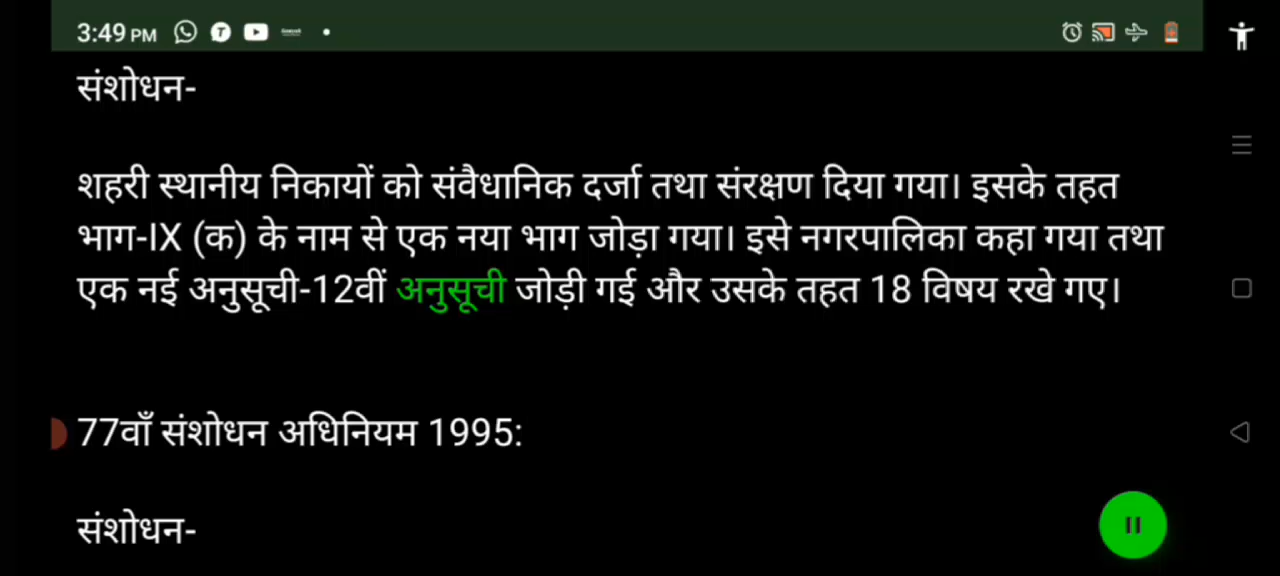 3:49 PM
संशोधन-
शहरी स्थानीय निकायों को संवैधानिक दर्जा तथा संरक्षण दिया गया। इसके तहत
भाग-IX (क) के नाम से एक नया भाग जोड़ा गया। इसे नगरपालिका कहा गया तथा
एक नई अनुसूची-12वीं अनुसूची जोड़ी गई और उसके तहत 18 विषय रखे गए।
77वाँ संशोधन अधिनियम 1995:
संशोधन-